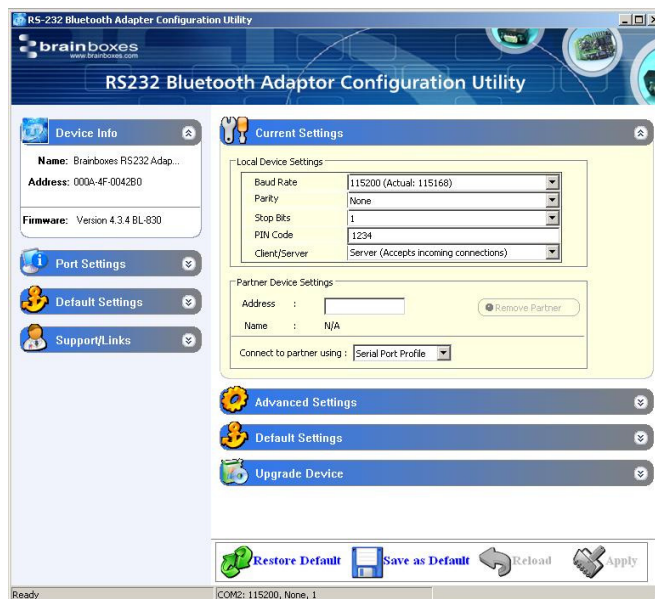 RS-232 Bluetooth Adapter Configuration Utility
brainboxes
www.brainboxes.com
RS232 Bluetooth Adaptor Configuration Utility
Device Info
Name: Brainboxes RS232 Adap...
Address: 000A-4F-0042B0
Firmware: Version 4.3.4 BL-830
Port Settings
Default Settings
Support/Links
Current Settings
Local Device Settings
Baud Rate 115200 (Actual: 115168)
Parity None
Stop Bits 1
PIN Code 1234
Client/Server Server (Accepts incoming connections)
Partner Device Settings
Address :
Remove Partner
Name : N/A
Connect to partner using : Serial Port Profile
Advanced Settings
Default Settings
Upgrade Device
Restore Default Save as Default Reload Apply
Ready COM2: 115200, None, 1